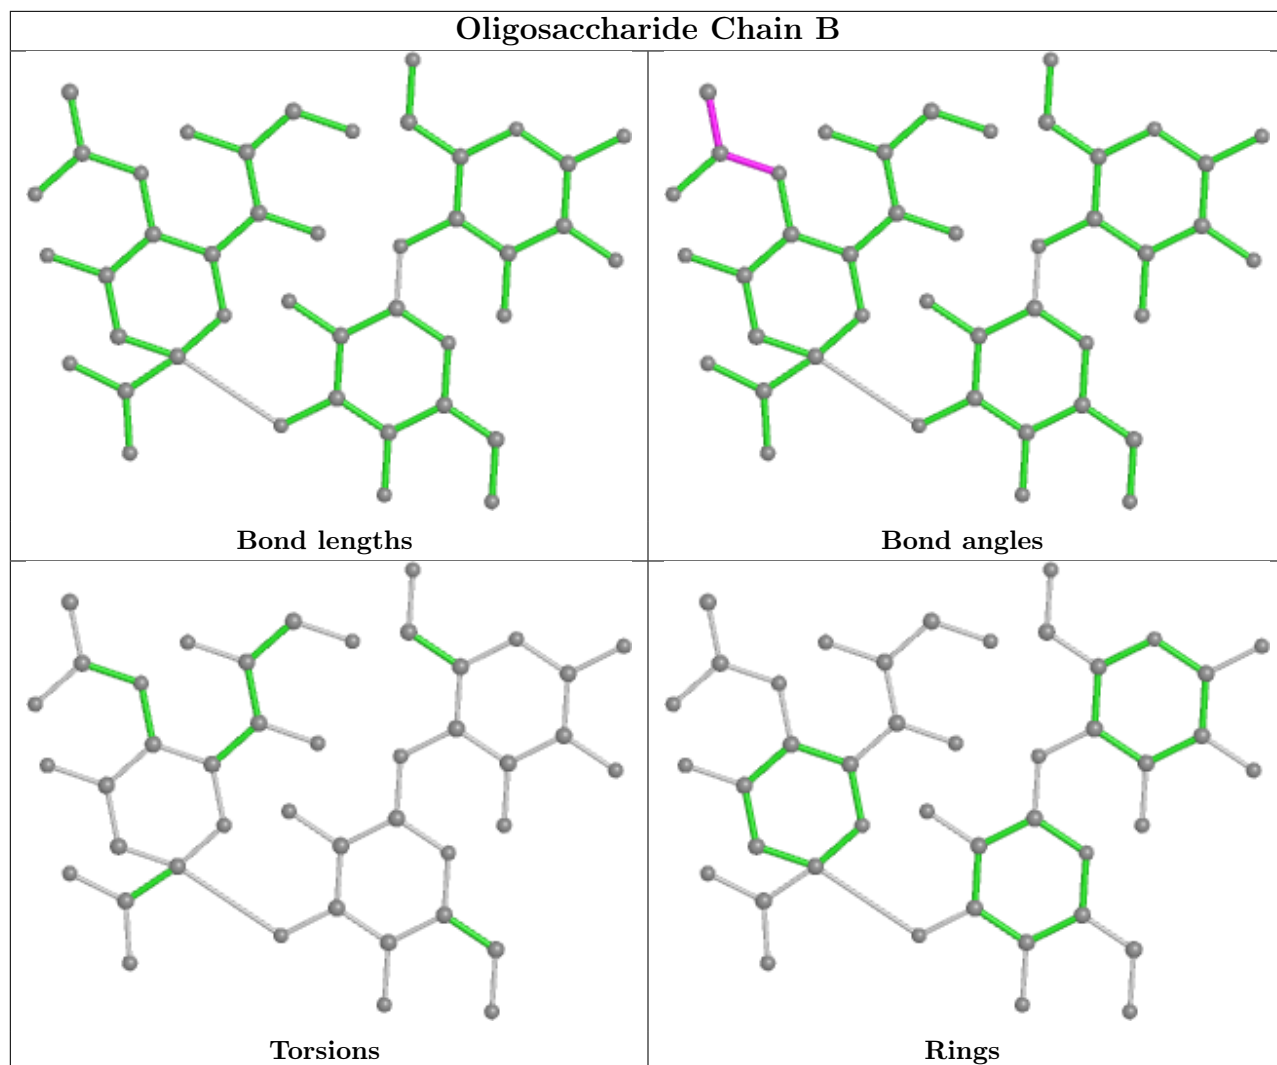 Oligosaccharide Chain B
Bond lengths
Bond angles
Torsions
Rings